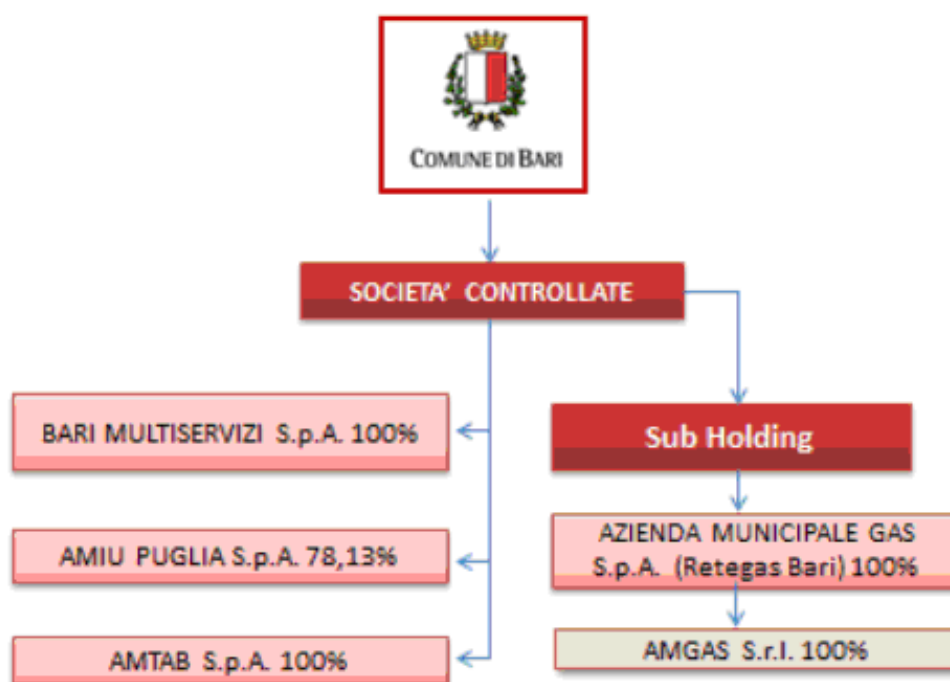 COMUNE DI BARI
SOCIETA' CONTROLLATE
BARI MULTISERVIZI S.p.A. 100%
AMIU PUGLIA S.p.A. 78,13%
AMTAB S.p.A. 100%
Sub Holding
AZIENDA MUNICIPALE GAS
S.p.A. (Retegas Bari) 100%
AMGAS S.r.l. 100%